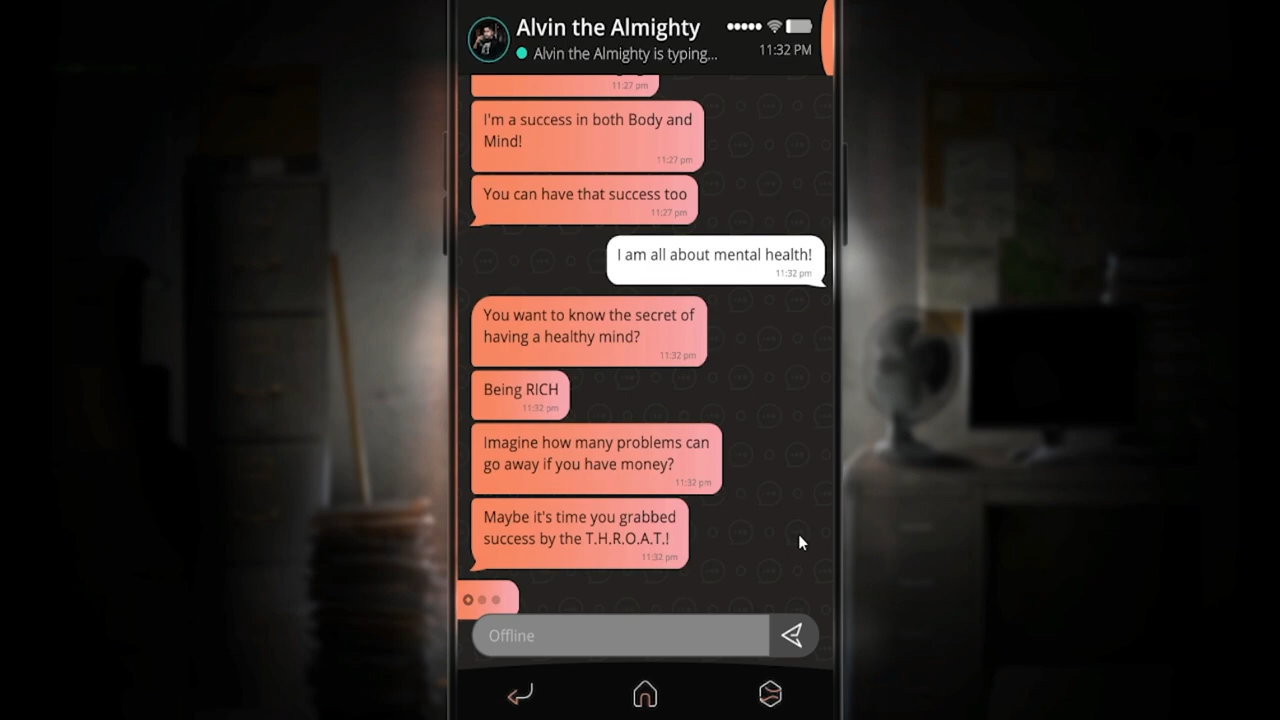 Alvin the Almighty
Alvin the Almighty is typing...
11:32 PM
11:27 pm
I'm a success in both Body and
Mind!
11:27 pm
You can have that success too
11:27 pm
I am all about mental health!
11:32 pm
You want to know the secret of
having a healthy mind?
11:32 pm
Being RICH
11:32 pm
Imagine how many problems can
go away if you have money?
11:32 pm
Maybe it's time you grabbed
success by the T.H.R.O.A.T.!
11:32 pm
Offline